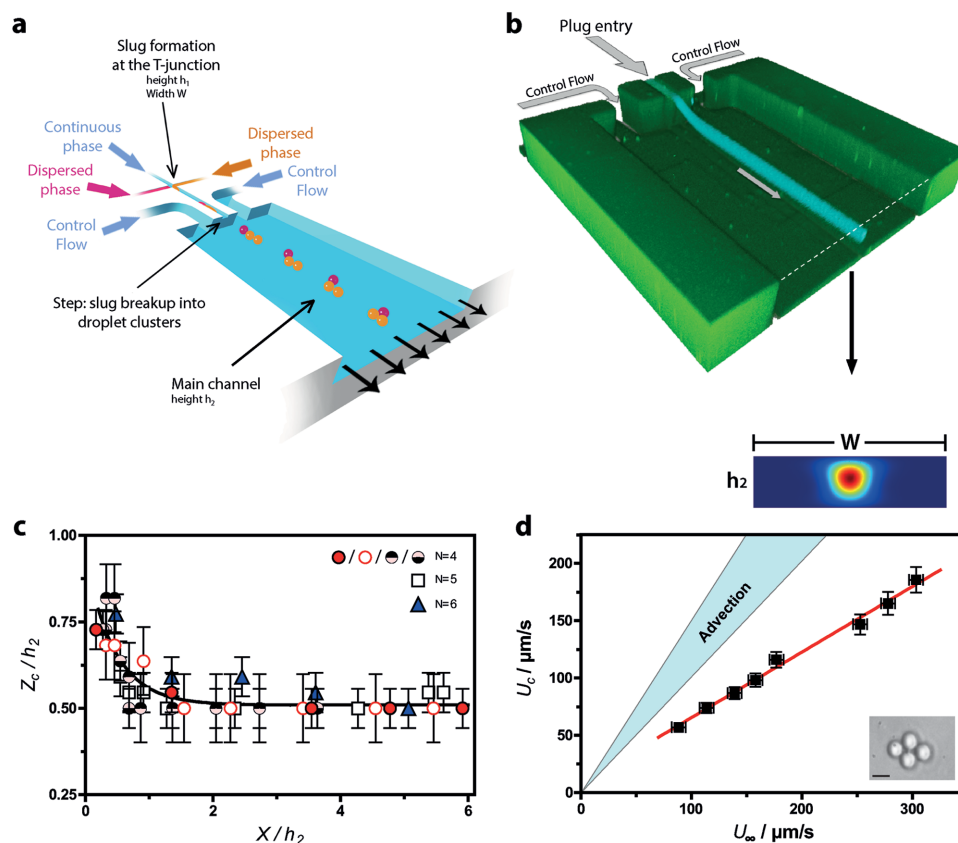 a
Slug formation
at the T-junction
height h₁
Width W
Continuous
phase
Dispersed
phase
Dispersed
phase
Control
Flow
Control
Flow
Step: slug breakup into
droplet clusters
Main channel
height h₂
b
Plug entry
Control Flow
Control Flow
W
h₂
c
1.00
0.75
0.50
0.25
Z꜀/h₂
0
2
4
6
X/h₂
/ / / N=4
N=5
N=6
d
200
150
100
50
0
U꜀/ μm/s
0
100
200
300
U∞ / μm/s
Advection